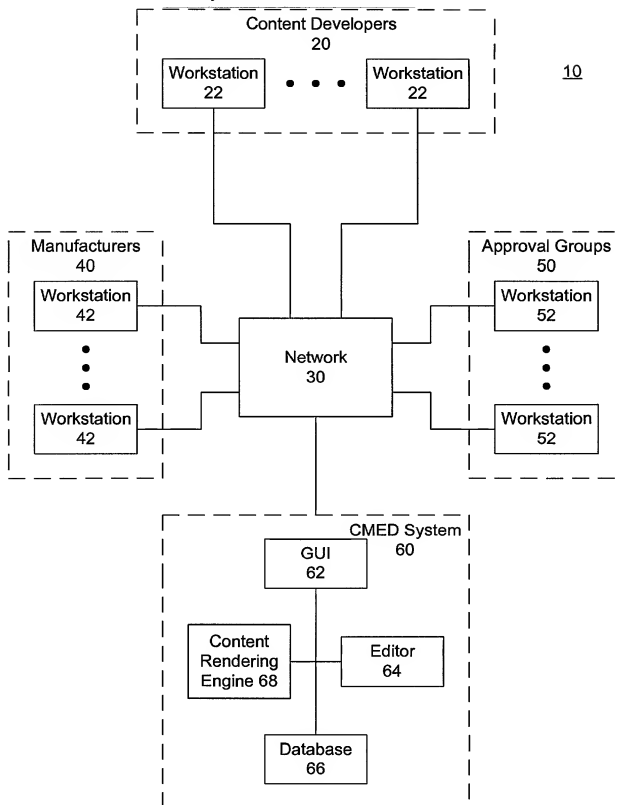 Content Developers
20
Workstation
22
Workstation
22
10
Manufacturers
40
Workstation
42
Workstation
42
Network
30
Approval Groups
50
Workstation
52
Workstation
52
CMED System
60
GUI
62
Content
Rendering
Engine 68
Editor
64
Database
66